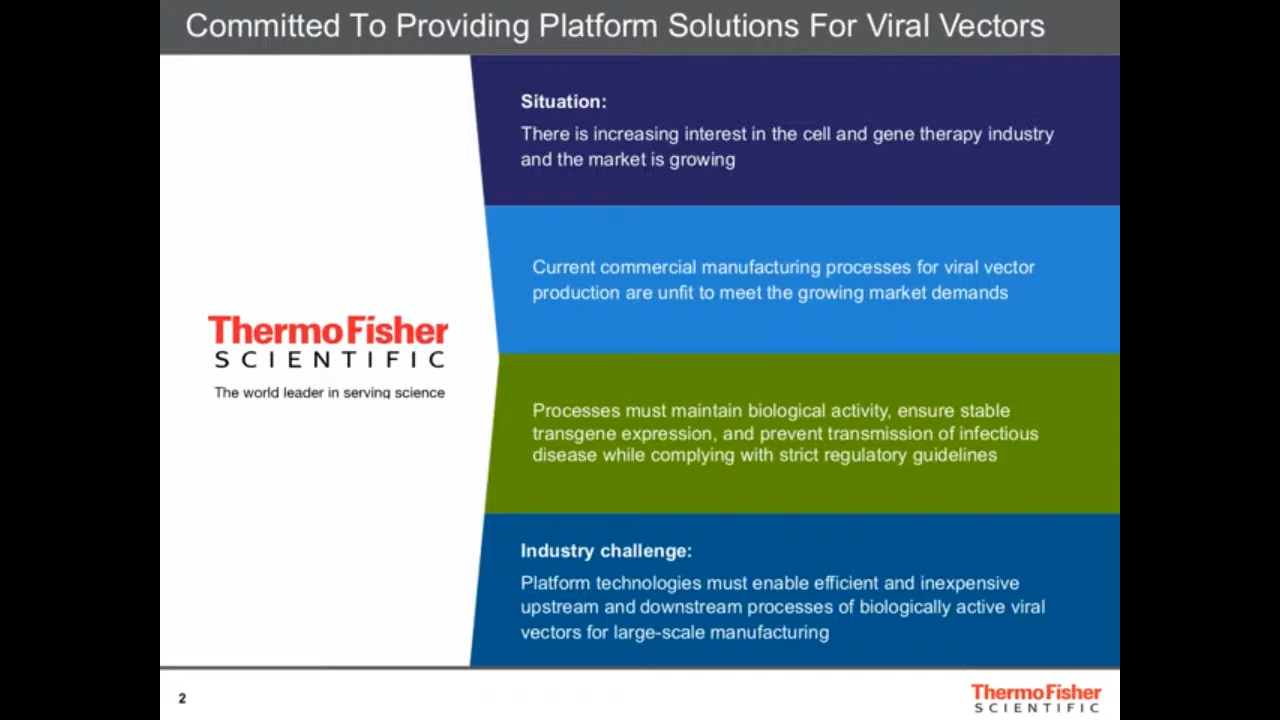 Committed To Providing Platform Solutions For Viral Vectors
Situation:
There is increasing interest in the cell and gene therapy industry
and the market is growing
Current commercial manufacturing processes for viral vector
production are unfit to meet the growing market demands
ThermoFisher
SCIENTIFIC
The world leader in serving science
Processes must maintain biological activity, ensure stable
transgene expression, and prevent transmission of infectious
disease while complying with strict regulatory guidelines
Industry challenge:
Platform technologies must enable efficient and inexpensive
upstream and downstream processes of biologically active viral
vectors for large-scale manufacturing
2
ThermoFisher
SCIENTIFIC